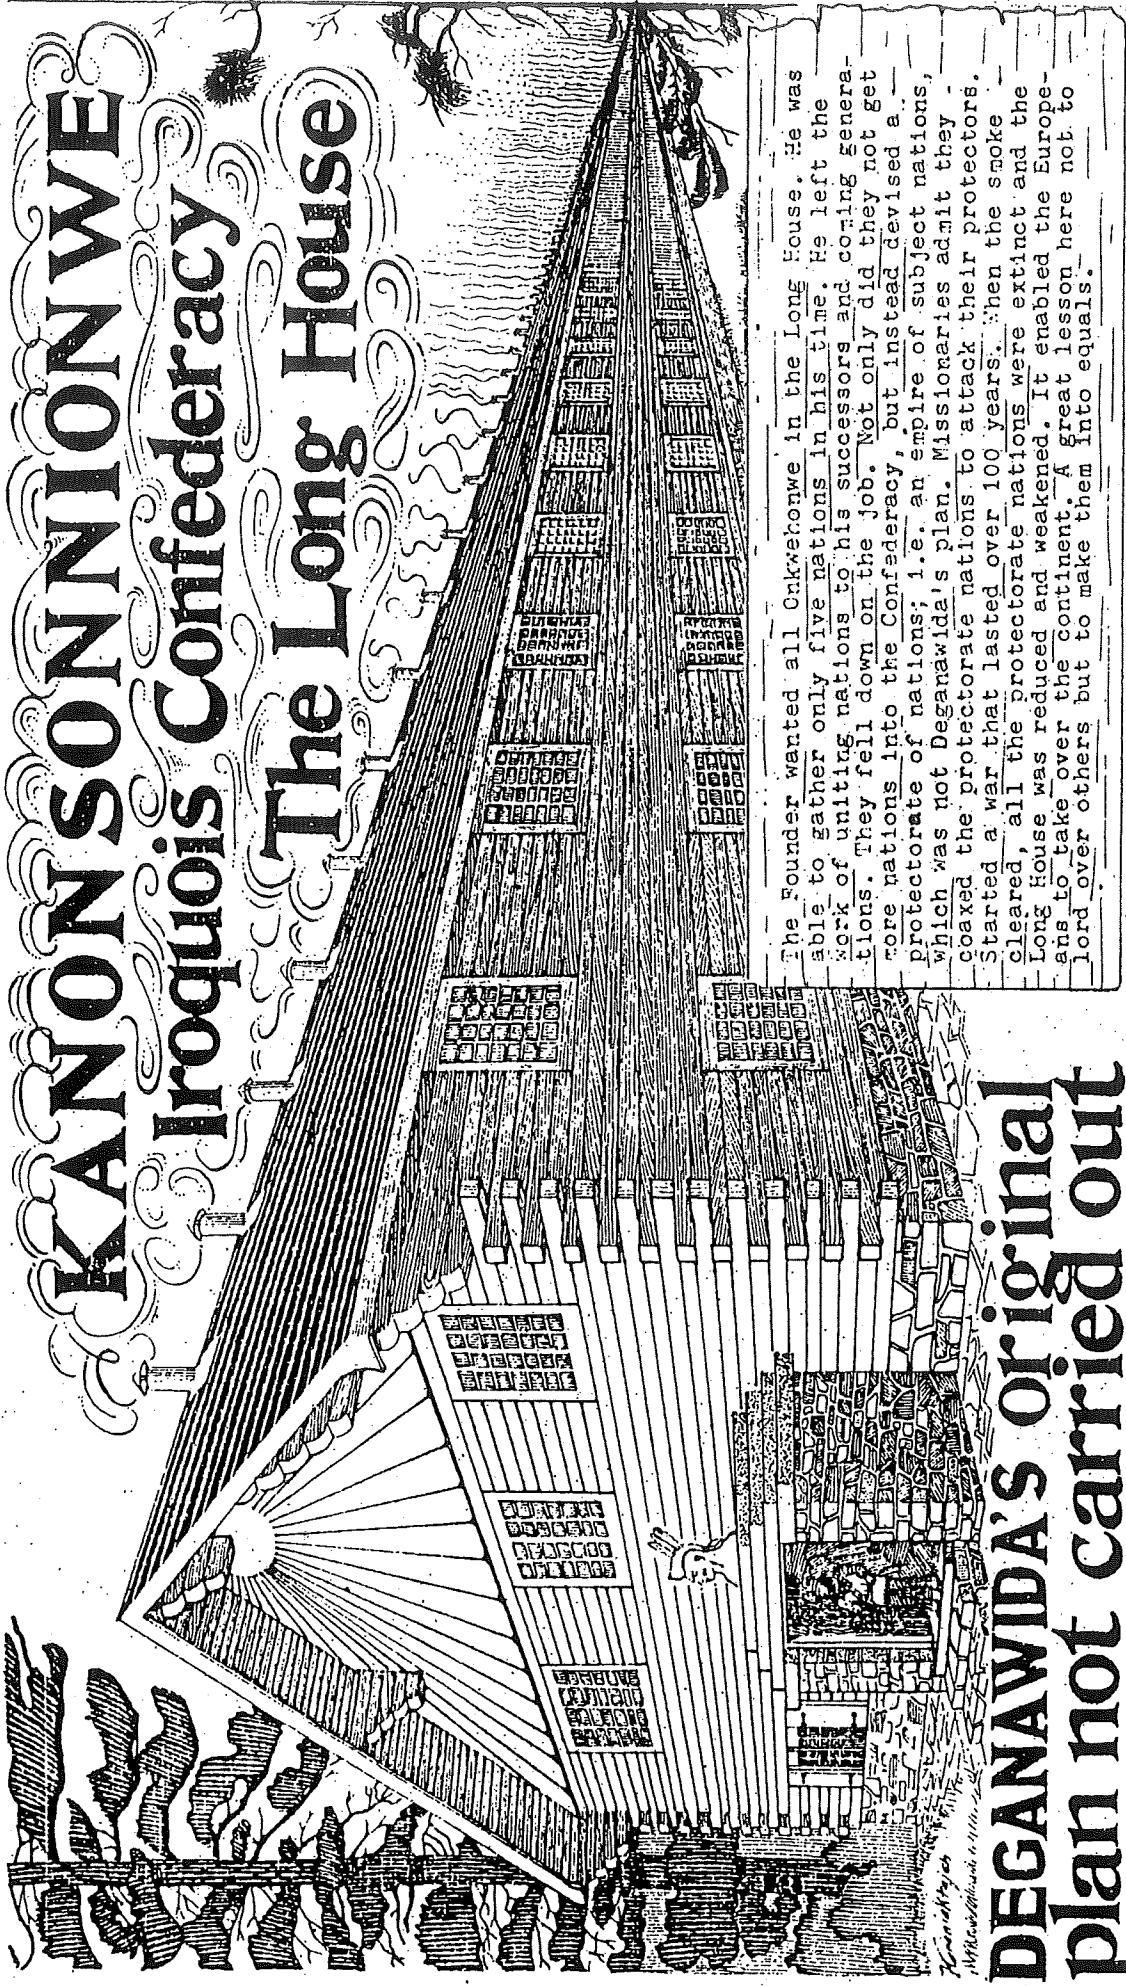 KANONSONNIONWE
Iroquois Confederacy
The Long House
The Founder wanted all Onkwehonwe in the Long House. He was
able to gather only five nations in his time. He left the
work of uniting nations to his successors and coming genera-
tions. They fell down on the job. Not only did they not get
more nations into the Confederacy, but instead devised a
protectorate of nations; i.e. an empire of subject nations,
which was not Deganawida's plan. Missionaries admit they
coaxed the protectorate nations to attack their protectors.
Started a war that lasted over 100 years. When the smoke
cleared, all the protectorate nations were extinct and the
Long House was reduced and weakened. It enabled the Europe-
ans to take over the continent. A great lesson here not to
lord over others but to make them into equals.
DEGANAWIDA'S original
plan not carried out